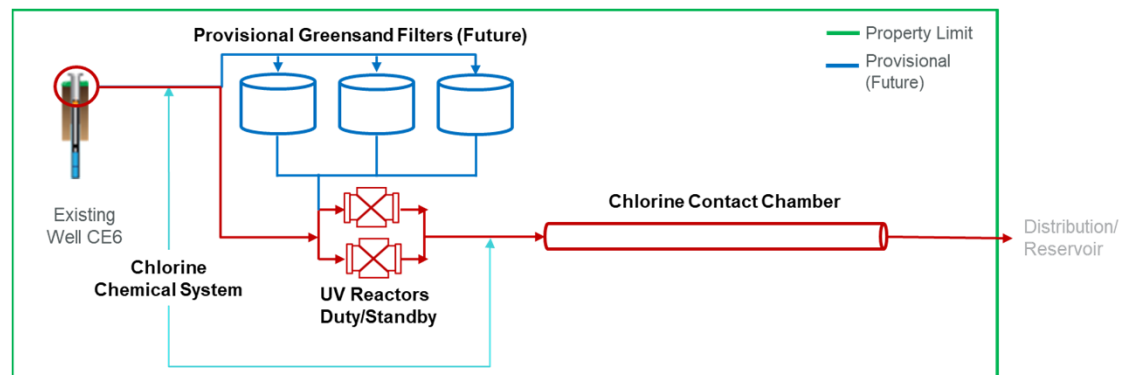 Provisional Greensand Filters (Future)
Property Limit
Provisional
(Future)
Existing
Well CE6
Chlorine
Chemical System
UV Reactors
Duty/Standby
Chlorine Contact Chamber
Distribution/
Reservoir